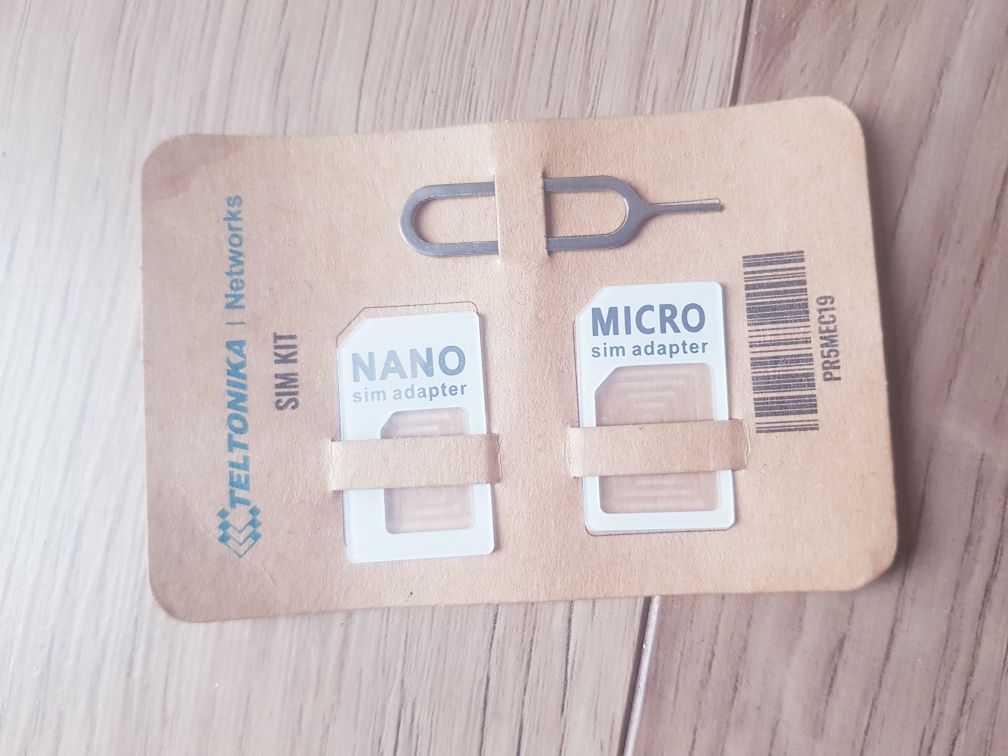 TELTONIKA | Networks
SIM KIT
NANO
sim adapter
MICRO
sim adapter
PR5MEC19